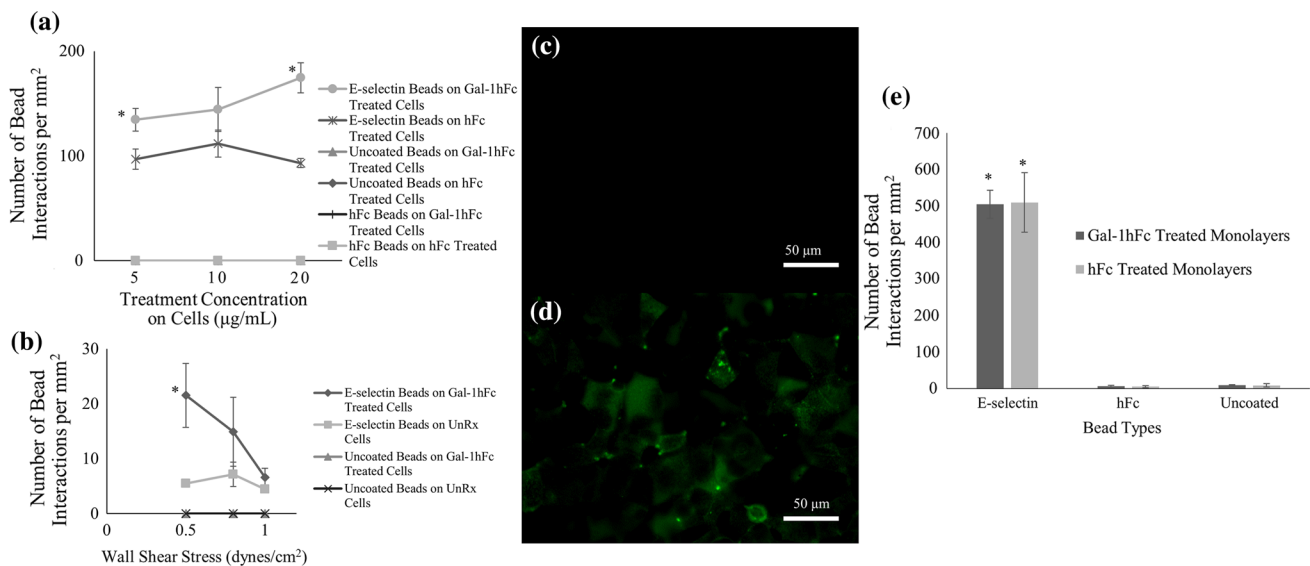 (a)
Number of Bead
Interactions per mm2
200
100
0
5 10 20
Treatment Concentration
on Cells (µg/mL)
*
*
E-selectin Beads on Gal-1hFc
Treated Cells
E-selectin Beads on hFc
Treated Cells
Uncoated Beads on Gal-1hFc
Treated Cells
Uncoated Beads on hFc
Treated Cells
hFc Beads on Gal-1hFc
Treated Cells
hFc Beads on hFc Treated
Cells
(b)
Number of Bead
Interactions per mm2
30
20
10
0
0 0.5 1
Wall Shear Stress (dynes/cm2)
*
E-selectin Beads on Gal-1hFc
Treated Cells
E-selectin Beads on UnRx
Cells
Uncoated Beads on Gal-1hFc
Treated Cells
Uncoated Beads on UnRx
Cells
(c)
50 µm
(d)
50 µm
(e)
Number of Bead
Interactions per mm2
700
600
500
400
300
200
100
0
* *
E-selectin hFc Uncoated
Bead Types
Gal-1hFc Treated Monolayers
hFc Treated Monolayers